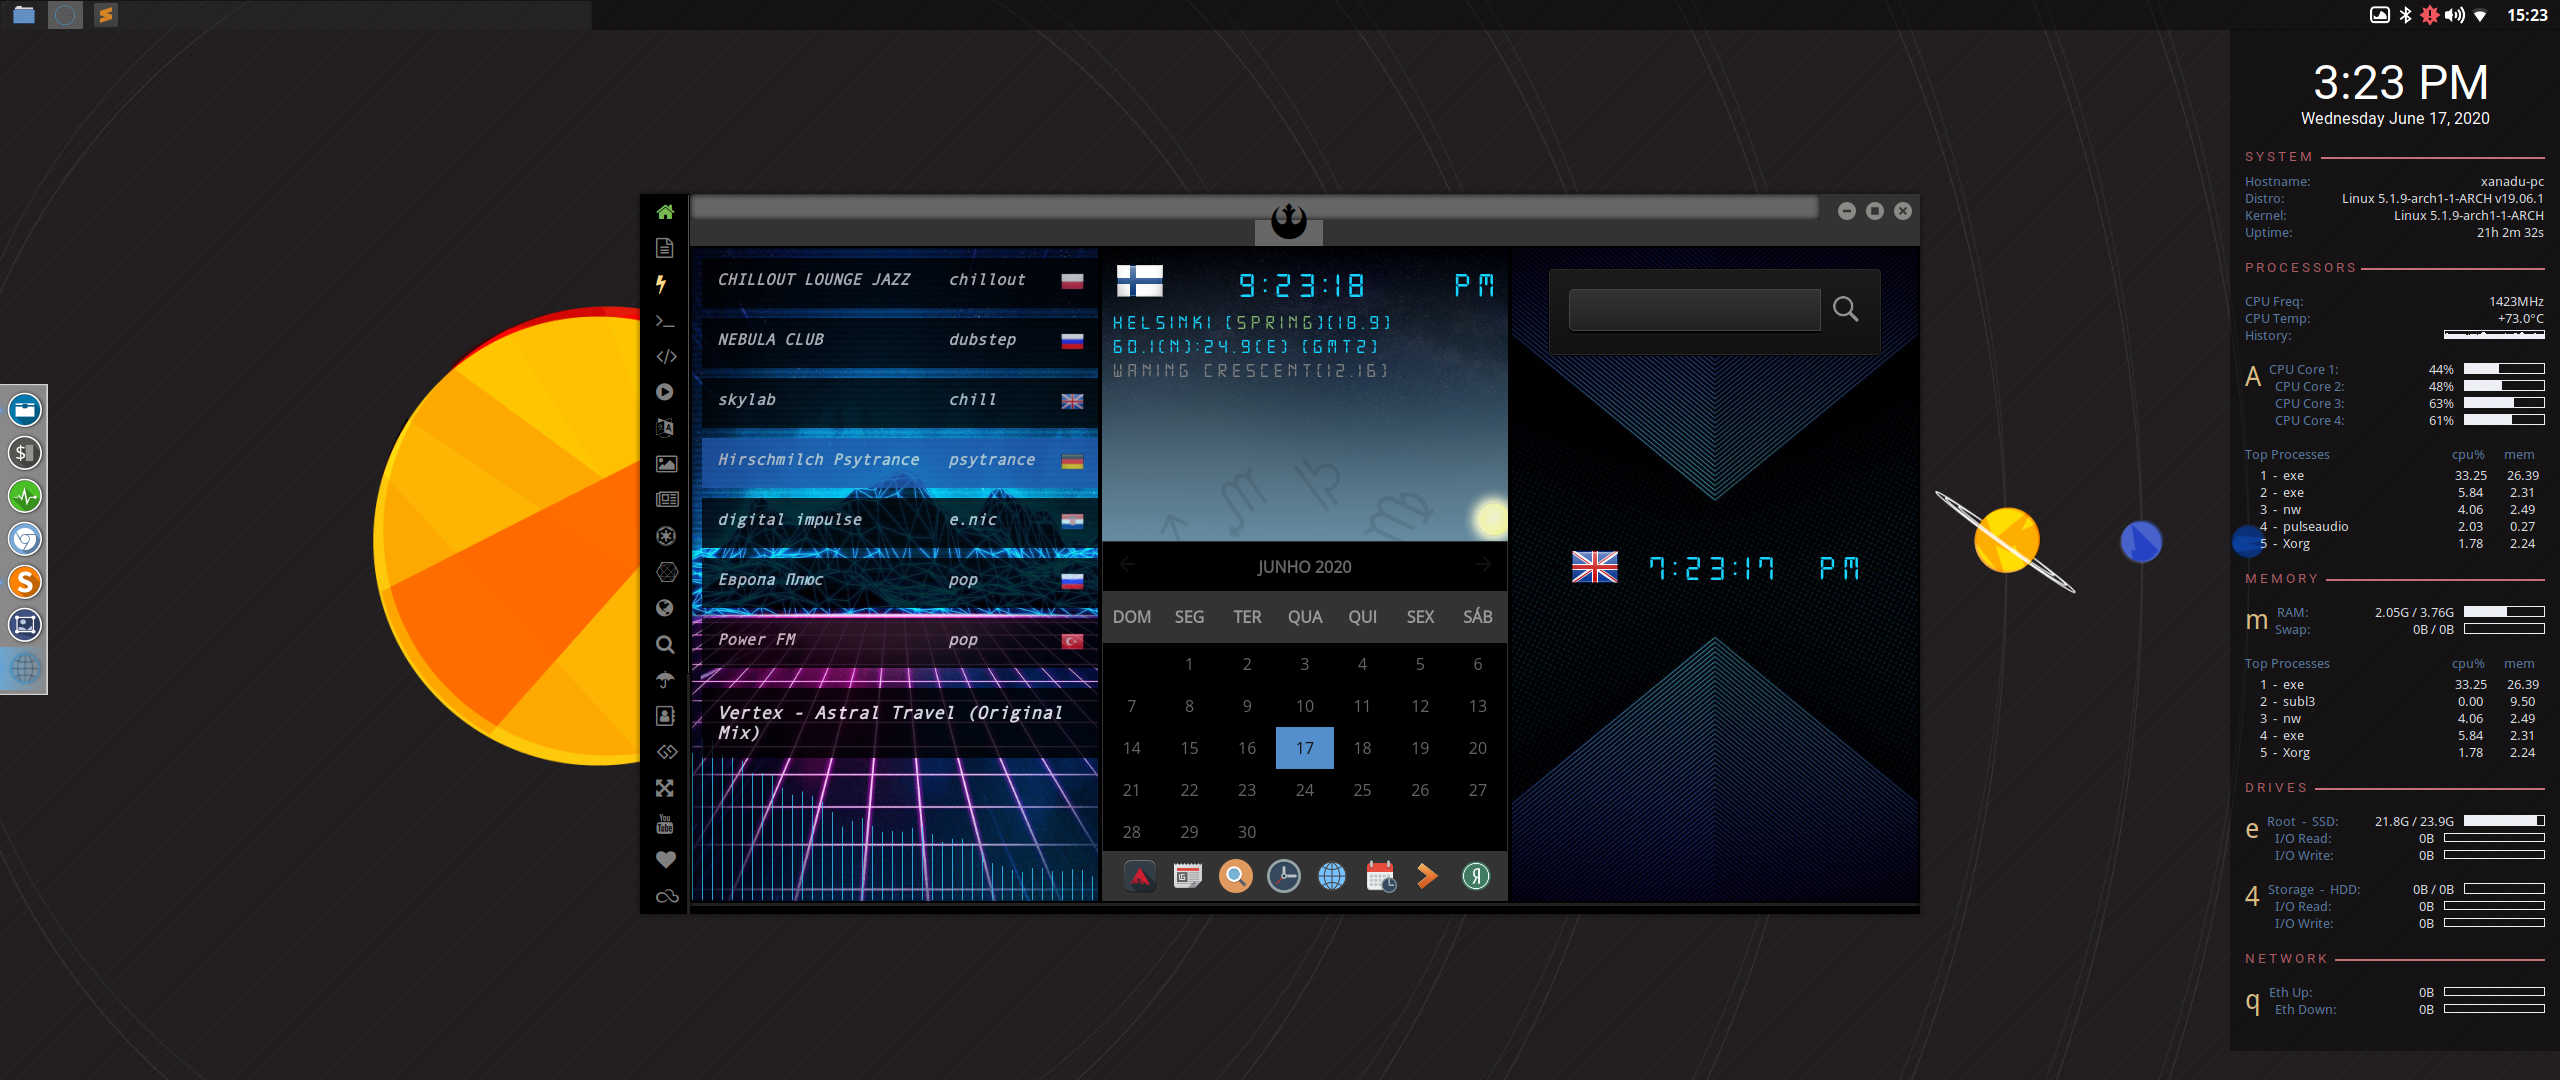 15:23
CHILLOUT LOUNGE JAZZ chillout
NEBULA CLUB dubstep
skylab chill
Hirschmilch Psytrance psytrance
digital impulse e.nic
Европа Плюс pop
Power FM pop
Vertex - Astral Travel (Original
Mix)
9:23:18 PM
HELSINKI (SPRING)(18.9)
60.1(N):24.9(E) (GMT2)
WANING CRESCENT(12.16)
JUNHO 2020
DOM SEG TER QUA QUI SEX SÁB
1 2 3 4 5 6
7 8 9 10 11 12 13
14 15 16 17 18 19 20
21 22 23 24 25 26 27
28 29 30
7:23:17 PM
3:23 PM
Wednesday June 17, 2020
SYSTEM
Hostname: xanadu-pc
Distro: Linux 5.1.9-arch1-1-ARCH v19.06.1
Kernel: Linux 5.1.9-arch1-1-ARCH
Uptime: 21h 2m 32s
PROCESSORS
CPU Freq: 1423MHz
CPU Temp: +73.0°C
History:
A CPU Core 1: 44%
CPU Core 2: 48%
CPU Core 3: 63%
CPU Core 4: 61%
Top Processes cpu% mem
1 - exe 33.25 26.39
2 - exe 5.84 2.31
3 - nw 4.06 2.49
4 - pulseaudio 2.03 0.27
5 - Xorg 1.78 2.24
MEMORY
m RAM: 2.05G / 3.76G
Swap: 0B / 0B
Top Processes cpu% mem
1 - exe 33.25 26.39
2 - subl3 0.00 9.50
3 - nw 4.06 2.49
4 - exe 5.84 2.31
5 - Xorg 1.78 2.24
DRIVES
e Root - SSD: 21.8G / 23.9G
I/O Read: 0B
I/O Write: 0B
4 Storage - HDD: 0B / 0B
I/O Read: 0B
I/O Write: 0B
NETWORK
q Eth Up: 0B
Eth Down: 0B